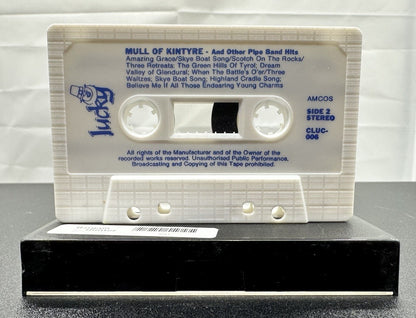 MULL OF KINTYRE - And Other Pipe Band Hits
Amazing Grace/Skye Boat Song/Scotch On The Rocks/
Three Retreats; The Green Hills Of Tyrol; Dream
Valley of Glendural; When The Battle's O'er/Three
Waltzes; Skye Boat Song; Highland Cradle Song;
Believe Me If All Those Endearing Young Charms
lucky
AMCOS
SIDE 2
STEREO
CLUC-
006
All rights of the Manufacturer and of the Owner of the
recorded works reserved. Unauthorised Public Performance,
Broadcasting and Copying of this Tape prohibited.